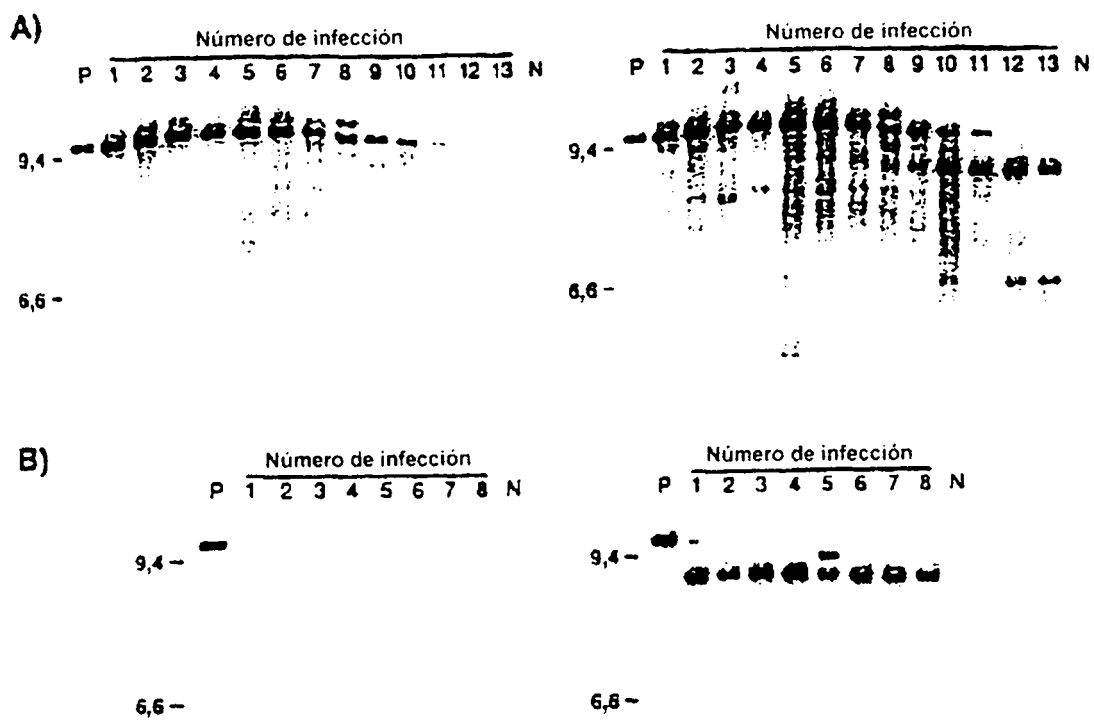 A)
Número de infección
P 1 2 3 4 5 6 7 8 9 10 11 12 13 N
9,4 –
6,6 –
Número de infección
P 1 2 3 4 5 6 7 8 9 10 11 12 13 N
9,4 –
6,6 –
B)
Número de infección
P 1 2 3 4 5 6 7 8 N
9,4 –
6,6 –
Número de infección
P 1 2 3 4 5 6 7 8 N
9,4 –
6,6 –